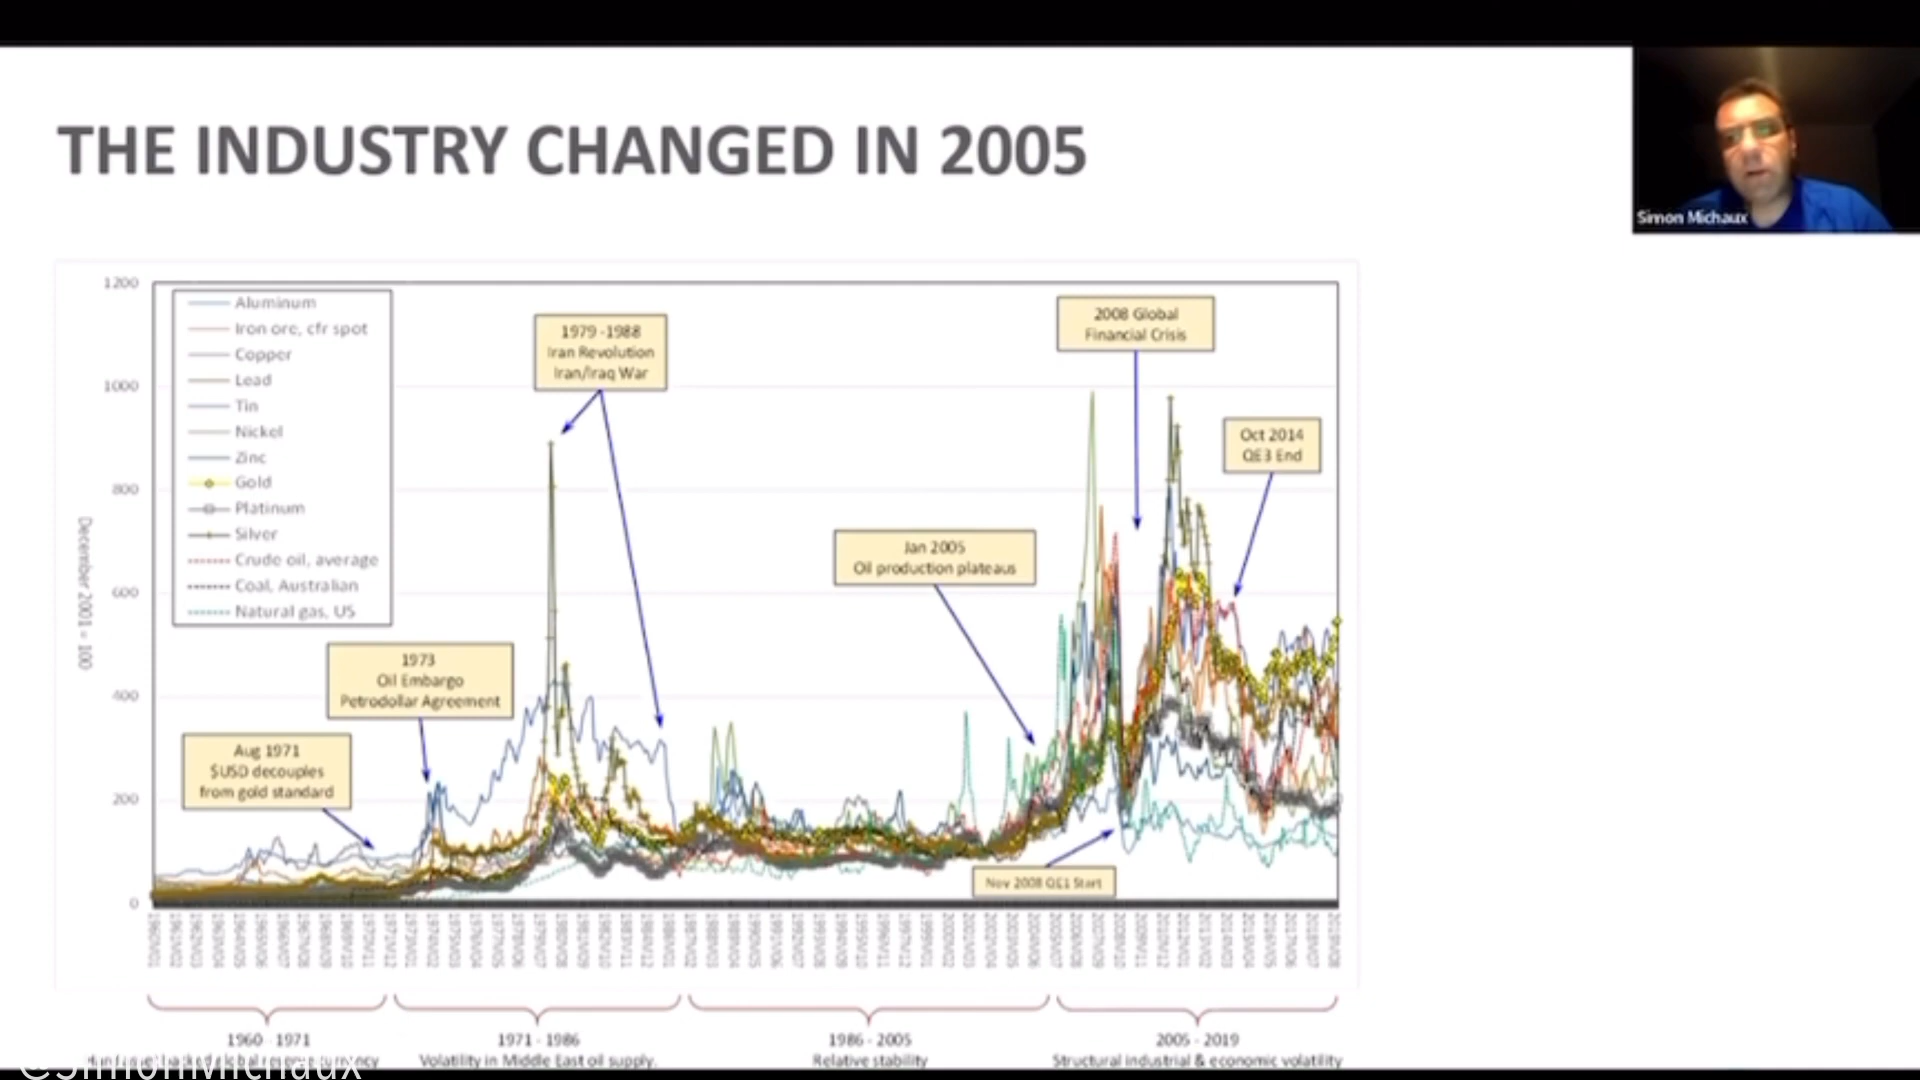 THE INDUSTRY CHANGED IN 2005
Simon Michaux
1200
1000
800
600
400
200
0
December 2001 = 100
Aluminum
Iron ore, cfr spot
Copper
Lead
Tin
Nickel
Zinc
Gold
Platinum
Silver
Crude oil, average
Coal, Australian
Natural gas, US
Aug 1971
$USD decouples
from gold standard
1973
Oil Embargo
Petrodollar Agreement
1979 -1988
Iran Revolution
Iran/Iraq War
Jan 2005
Oil production plateaus
2008 Global
Financial Crisis
Oct 2014
QE3 End
Nov 2008 QE1 Start
1960 - 1971
1971 - 1986
Volatility in Middle East oil supply.
1986 - 2005
Relative stability
2005 - 2019
Structural industrial & economic volatility
@SimonMichaux